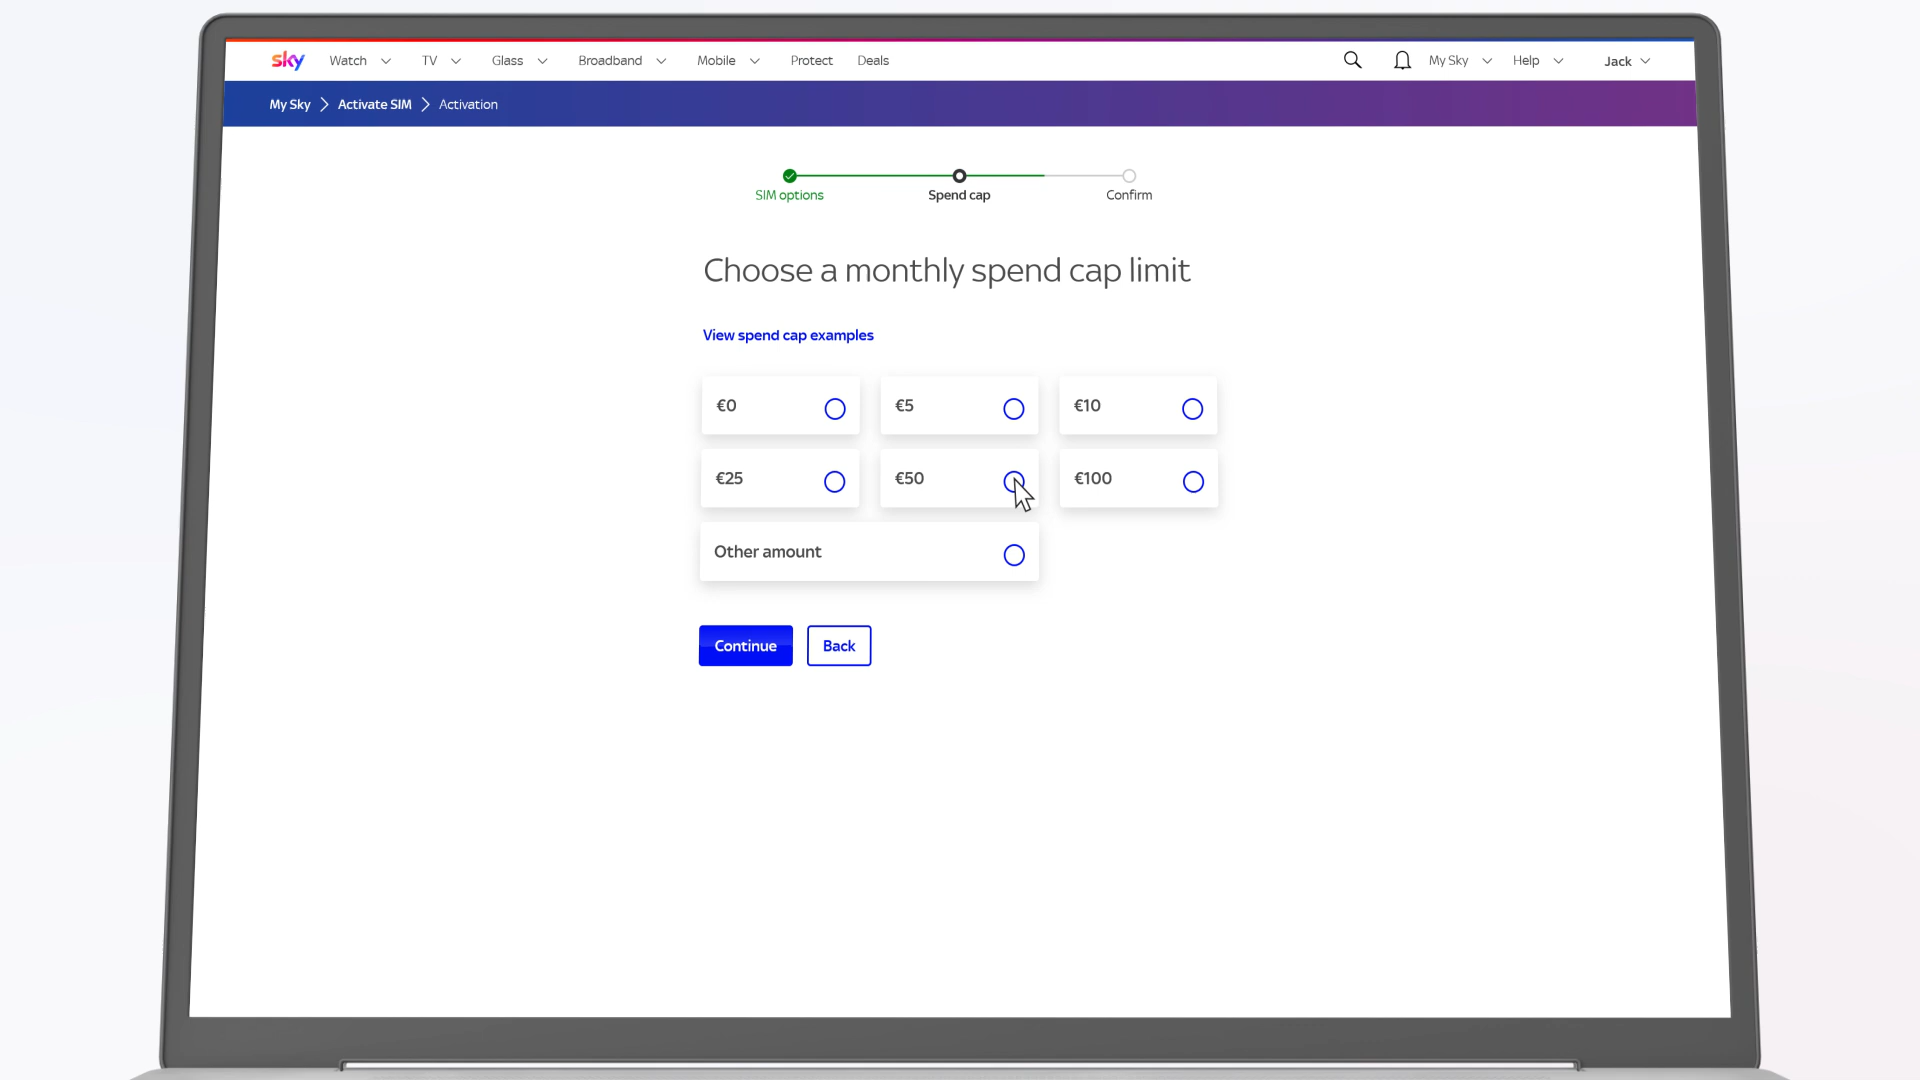 sky Watch TV Glass Broadband Mobile Protect Deals My Sky Help Jack
My Sky Activate SIM Activation
SIM options Spend cap Confirm
Choose a monthly spend cap limit
View spend cap examples
€0 €5 €10
€25 €50 €100
Other amount
Continue Back